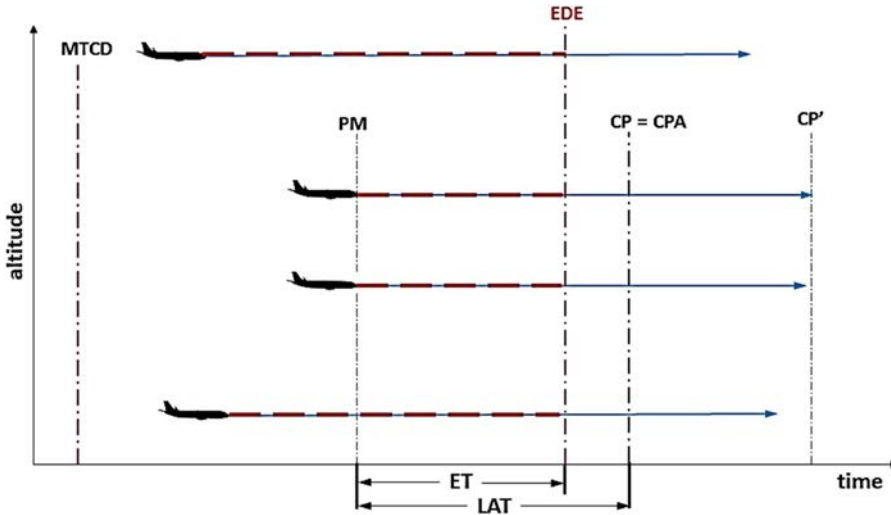 EDE
MTCD
PM
CP = CPA
CP'
altitude
time
ET
LAT